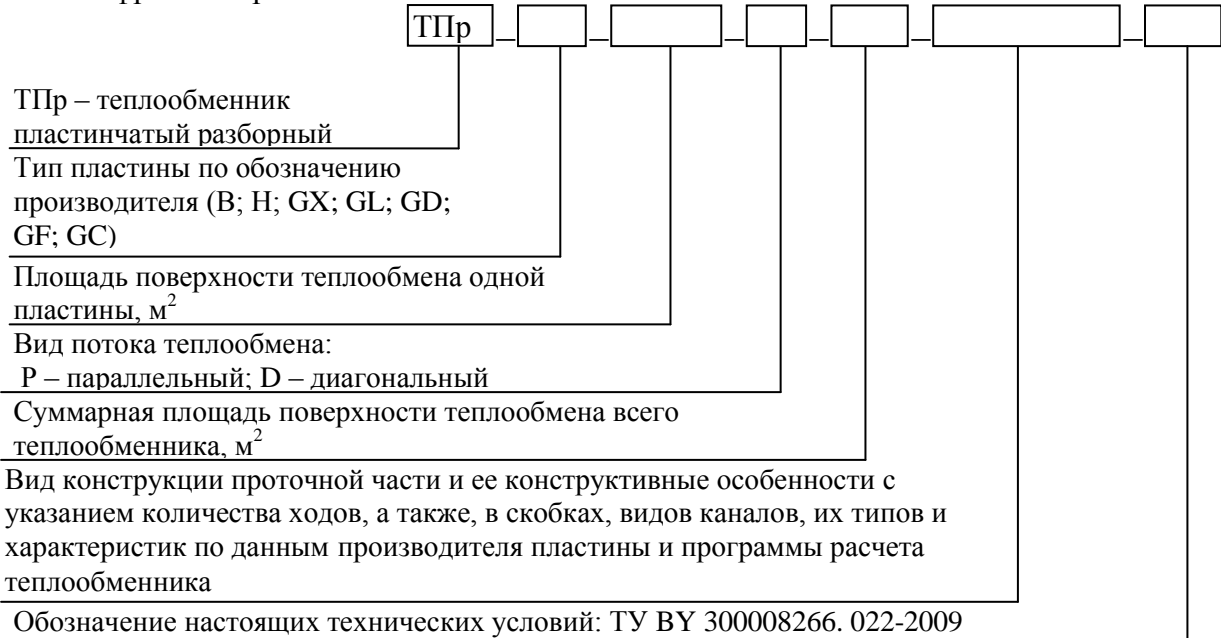 ТПр
ТПр – теплообменник
пластинчатый разборный
Тип пластины по обозначению
производителя (В; Н; GX; GL; GD;
GF; GC)
Площадь поверхности теплообмена одной
пластины, м²
Вид потока теплообмена:
Р – параллельный; D – диагональный
Суммарная площадь поверхности теплообмена всего
теплообменника, м²
Вид конструкции проточной части и ее конструктивные особенности с
указанием количества ходов, а также, в скобках, видов каналов, их типов и
характеристик по данным производителя пластины и программы расчета
теплообменника
Обозначение настоящих технических условий: ТУ BY 300008266. 022-2009